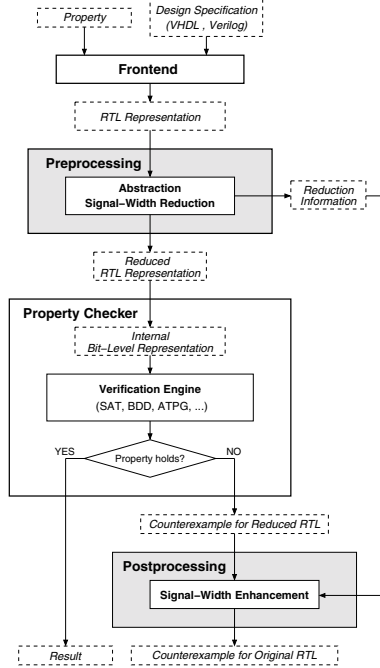 Property
Design Specification
(VHDL , Verilog)
Frontend
RTL Representation
Preprocessing
Abstraction
Signal−Width Reduction
Reduction
Information
Reduced
RTL Representation
Property Checker
Internal
Bit−Level Representation
Verification Engine
(SAT, BDD, ATPG, ...)
YES
Property holds?
NO
Counterexample for Reduced RTL
Postprocessing
Signal−Width Enhancement
Result
Counterexample for Original RTL